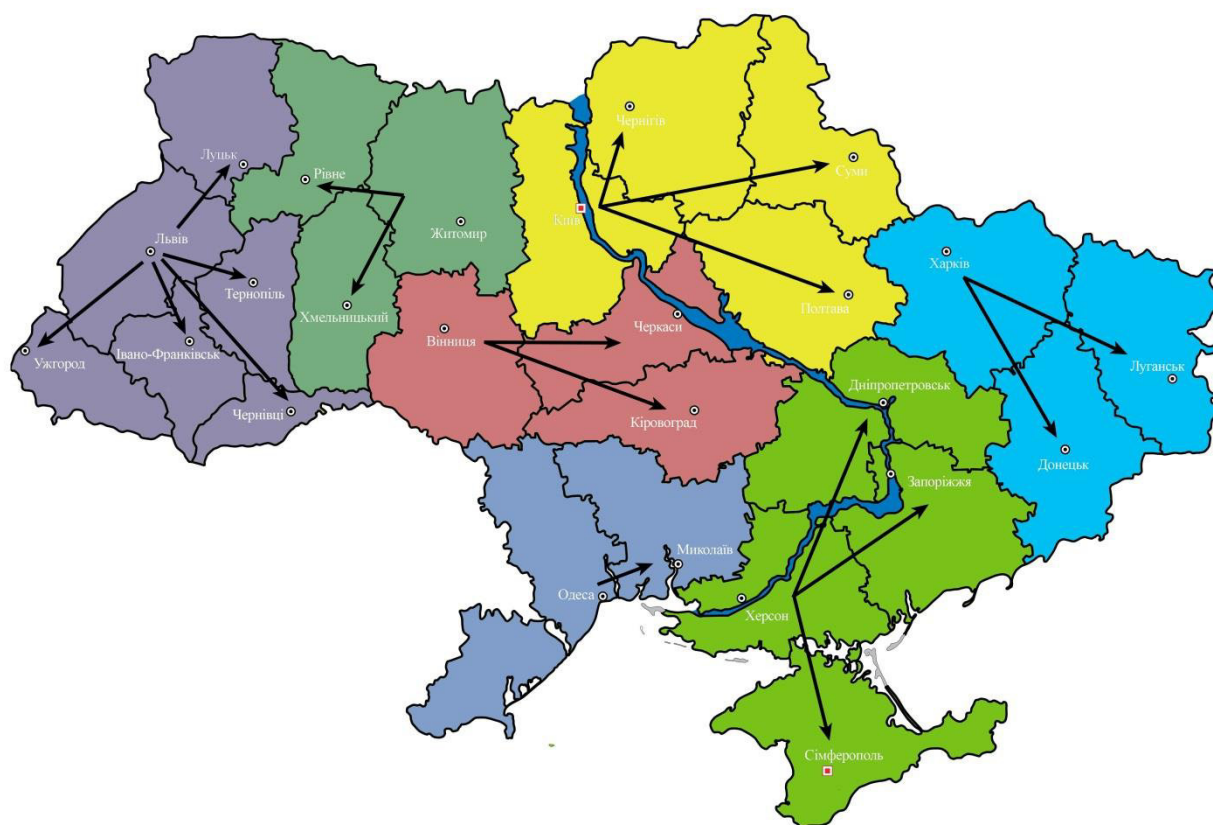 Чернігів
Суми
Луцьк
Рівне
Київ
Житомир
Львів
Харків
Тернопіль
Хмельницький
Полтава
Черкаси
Вінниця
Івано-Франківськ
Ужгород
Луганськ
Дніпропетровськ
Чернівці
Кіровоград
Донецьк
Запоріжжя
Миколаїв
Одеса
Херсон
Сімферополь